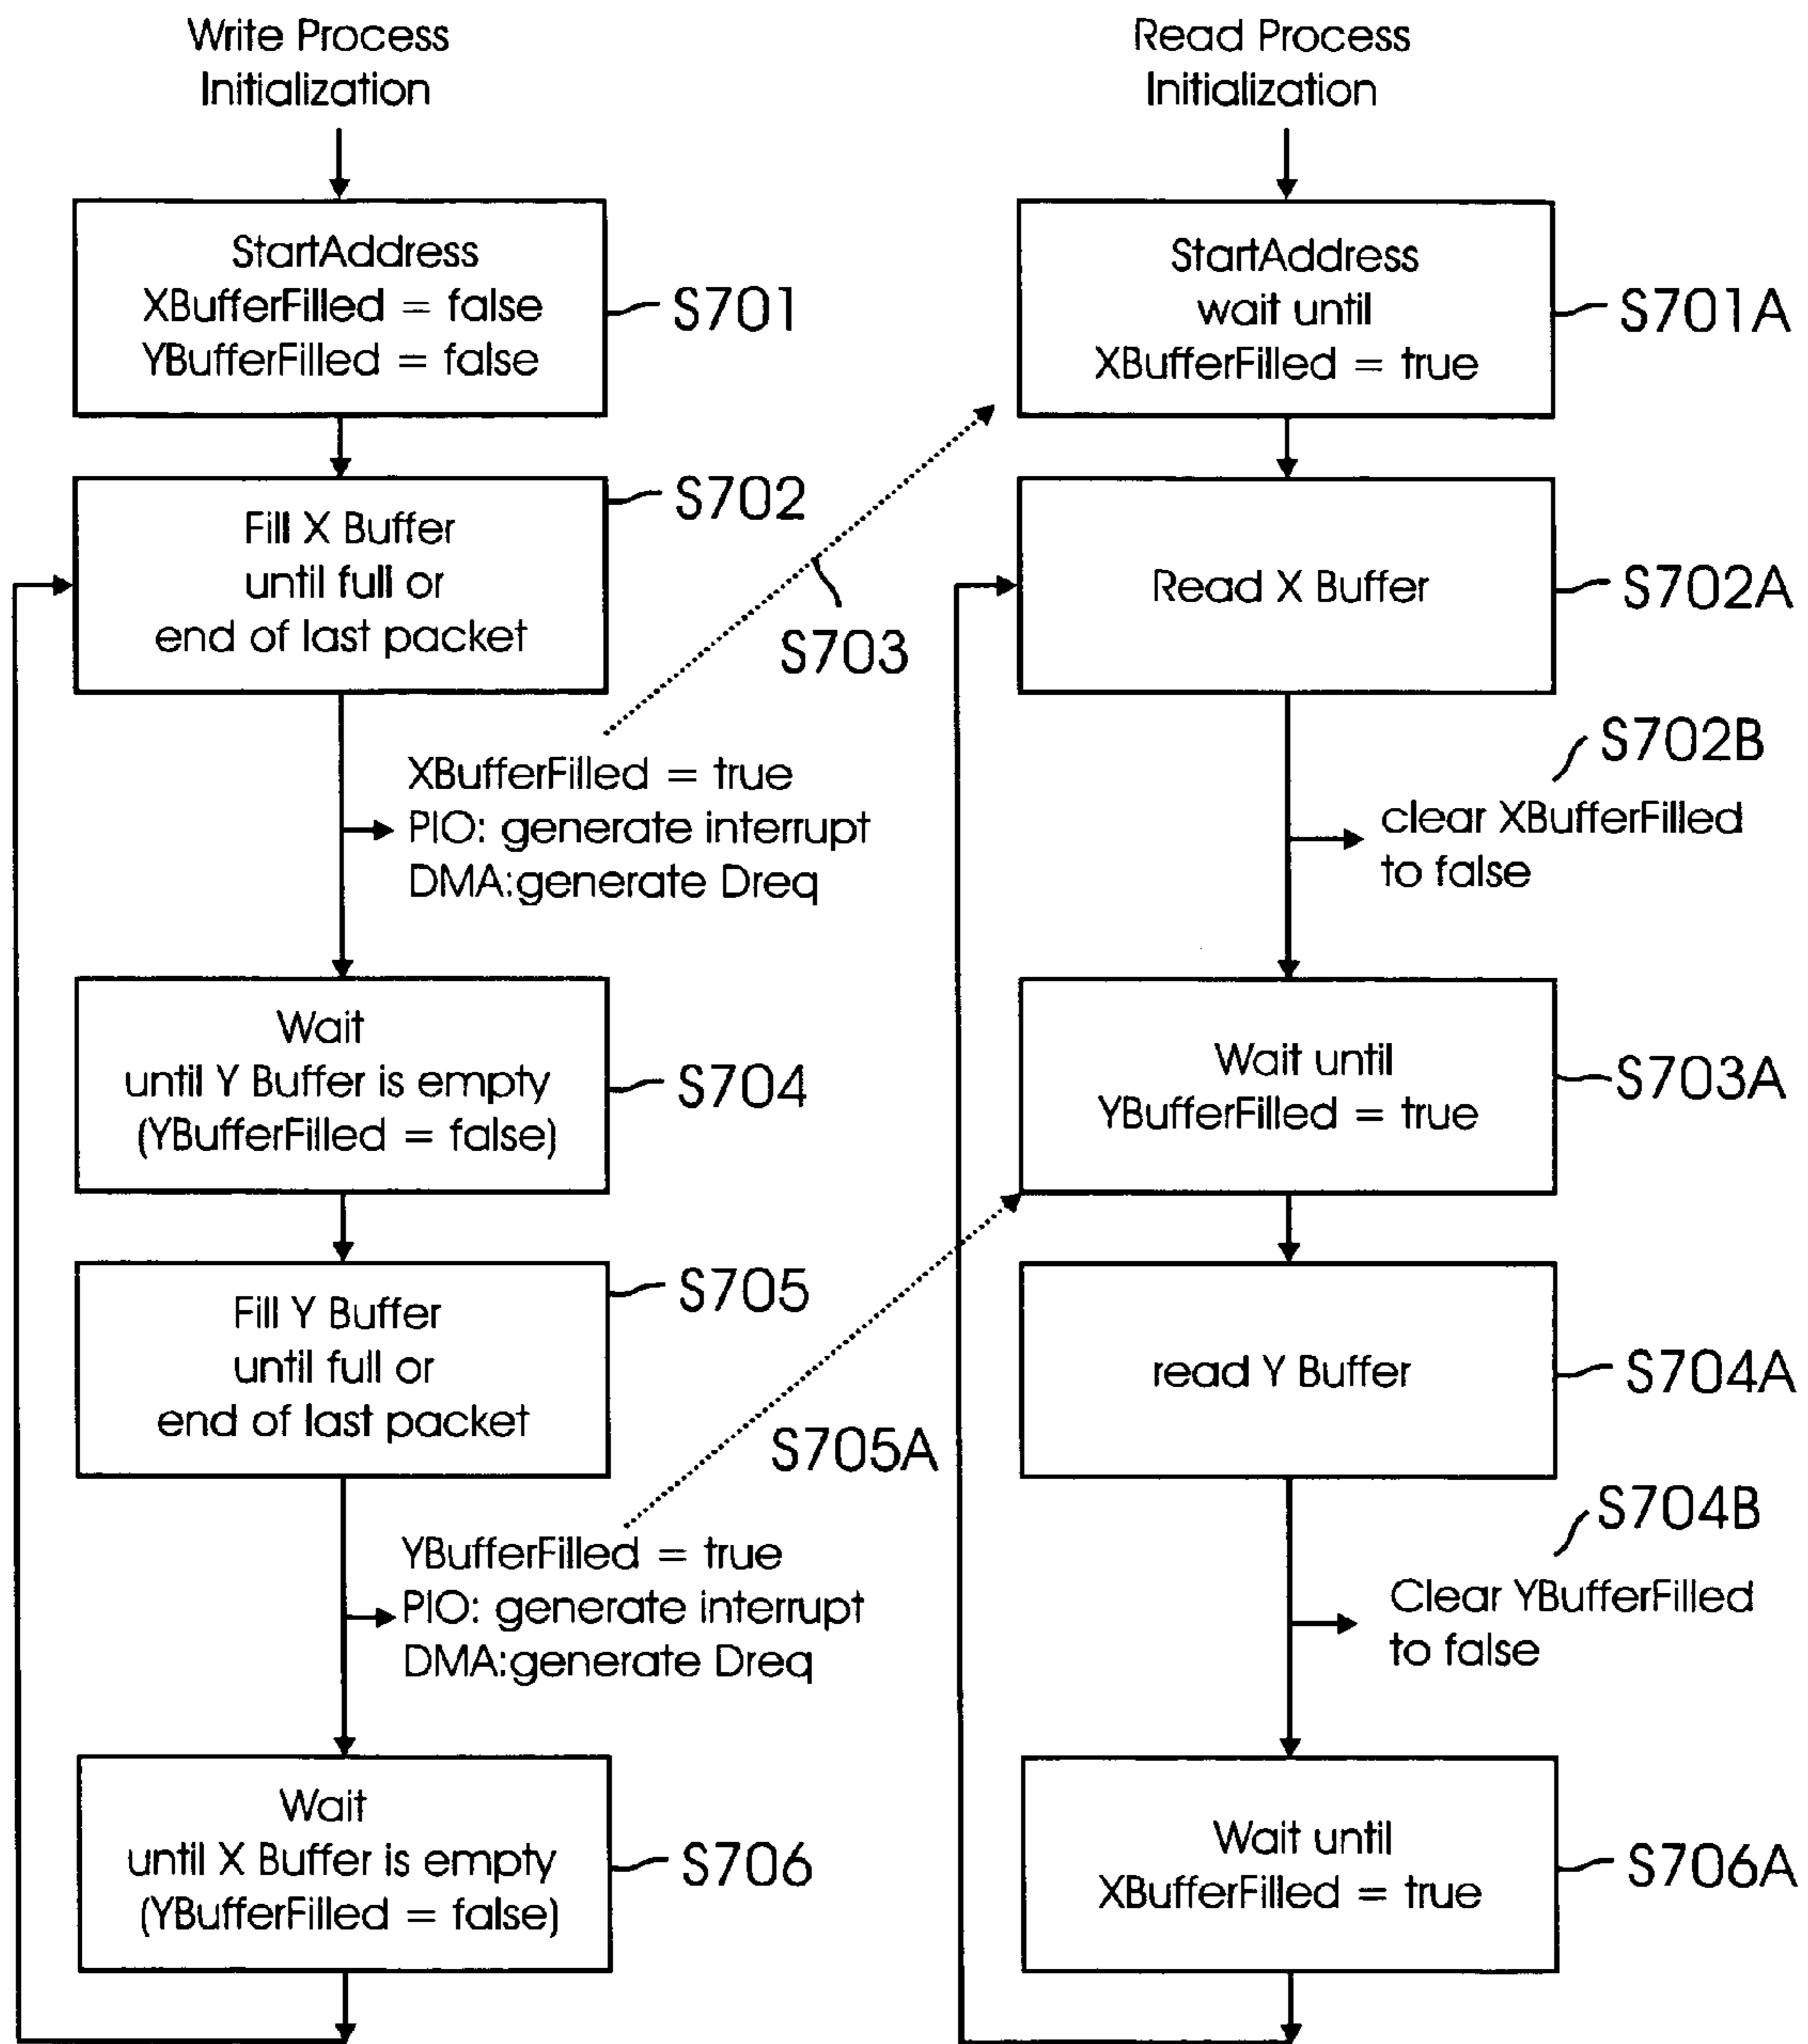 Write Process
Initialization
StartAddress
XBufferFilled = false
YBufferFilled = false
S701
Fill X Buffer
until full or
end of last packet
S702
S703
XBufferFilled = true
PIO: generate interrupt
DMA:generate Dreq
Wait
until Y Buffer is empty
(YBufferFilled = false)
S704
Fill Y Buffer
until full or
end of last packet
S705
S705A
YBufferFilled = true
PIO: generate interrupt
DMA:generate Dreq
Wait
until X Buffer is empty
(YBufferFilled = false)
S706
Read Process
Initialization
StartAddress
wait until
XBufferFilled = true
S701A
Read X Buffer
S702A
S702B
clear XBufferFilled
to false
Wait until
YBufferFilled = true
S703A
read Y Buffer
S704A
S704B
Clear YBufferFilled
to false
Wait until
XBufferFilled = true
S706A